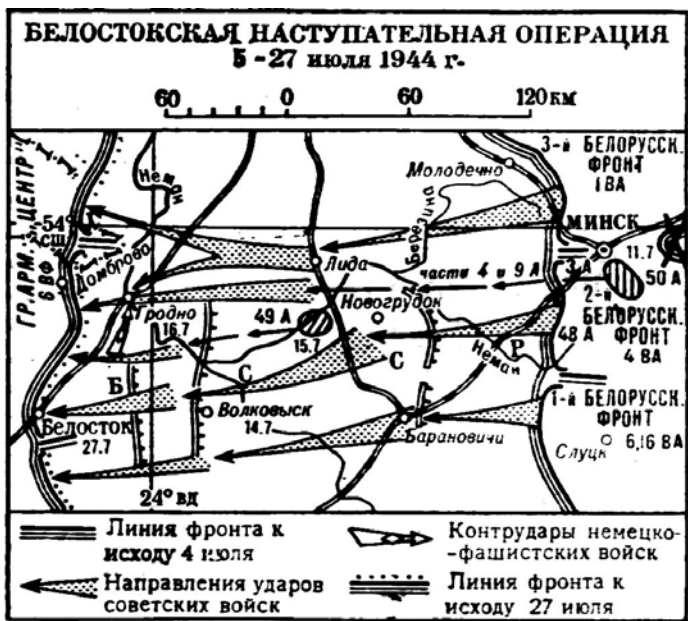 БЕЛОСТОКСКАЯ НАСТУПАТЕЛЬНАЯ ОПЕРАЦИЯ
5-27 июля 1944 г.
60 0 60 120 км
3-й БЕЛОРУССК.
ФРОНТ
1 ВА
Молодечно
Неман
Березина
ГР. АРМ. „ЦЕНТР"
6 ВФ
54°
сш
МИНСК
11.7
Домброва
Лида
части 4 и 9 А
3 А
50 А
Гродно
16.7
49 А
15.7
Новогрудок
2-й
БЕЛОРУССК.
ФРОНТ
4 ВА
48 А
Неман
Б С С Р
Белосток
27.7
Волковыск
14.7
Барановичи
1-й БЕЛОРУССК.
ФРОНТ
6,16 ВА
Слуцк
24° вд
Линия фронта к
исходу 4 июля
Контрудары немецко-
-фашистских войск
Направления ударов
советских войск
Линия фронта к
исходу 27 июля